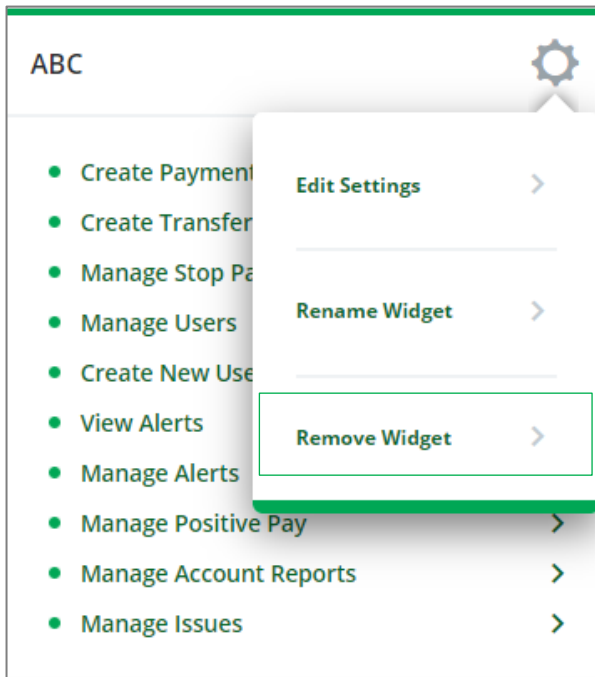 ABC
Create Payment
Create Transfer
Manage Stop Pa
Manage Users
Create New Use
View Alerts
Manage Alerts
Manage Positive Pay
Manage Account Reports
Manage Issues
Edit Settings
Rename Widget
Remove Widget